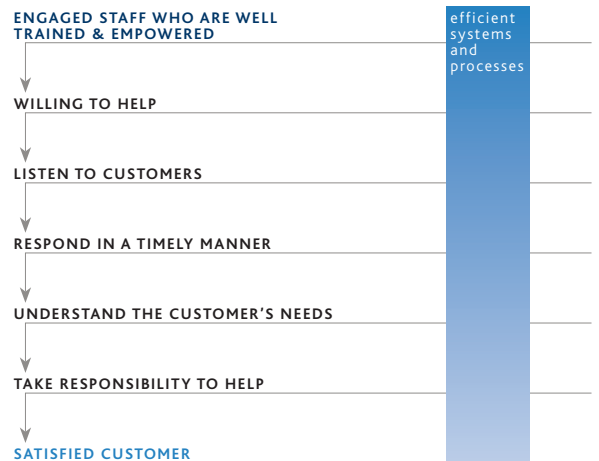 ENGAGED STAFF WHO ARE WELL
TRAINED & EMPOWERED
efficient
systems
and
processes
WILLING TO HELP
LISTEN TO CUSTOMERS
RESPOND IN A TIMELY MANNER
UNDERSTAND THE CUSTOMER’S NEEDS
TAKE RESPONSIBILITY TO HELP
SATISFIED CUSTOMER